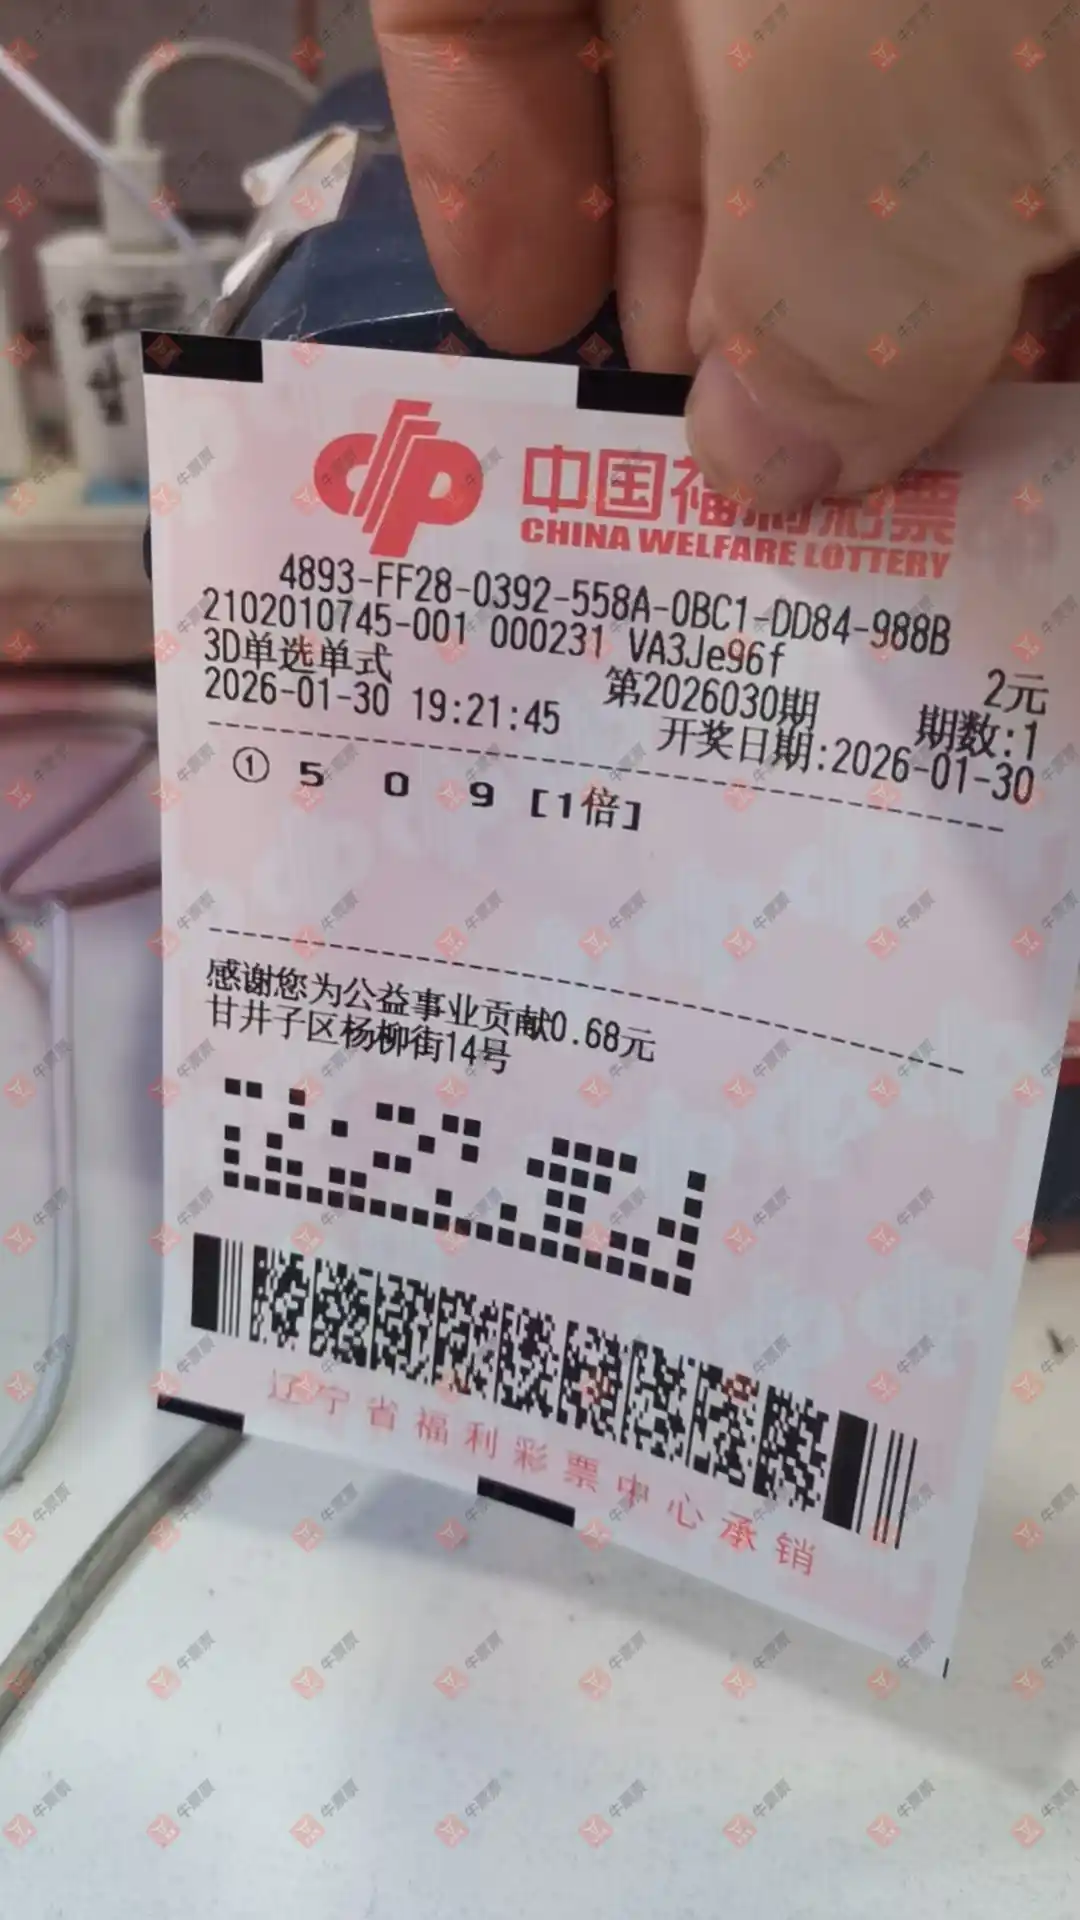 中国福利彩票
CHINA WELFARE LOTTERY
4893-FF28-0392-558A-0BC1-DD84-988B
2102010745-001 000231 VA3Je96f 2元
3D单选单式 第2026030期 期数:1
2026-01-30 19:21:45 开奖日期:2026-01-30
① 5 0 9 [1倍]
感谢您为公益事业贡献0.68元
甘井子区杨柳街14号
辽宁省福利彩票中心承销
牛票票